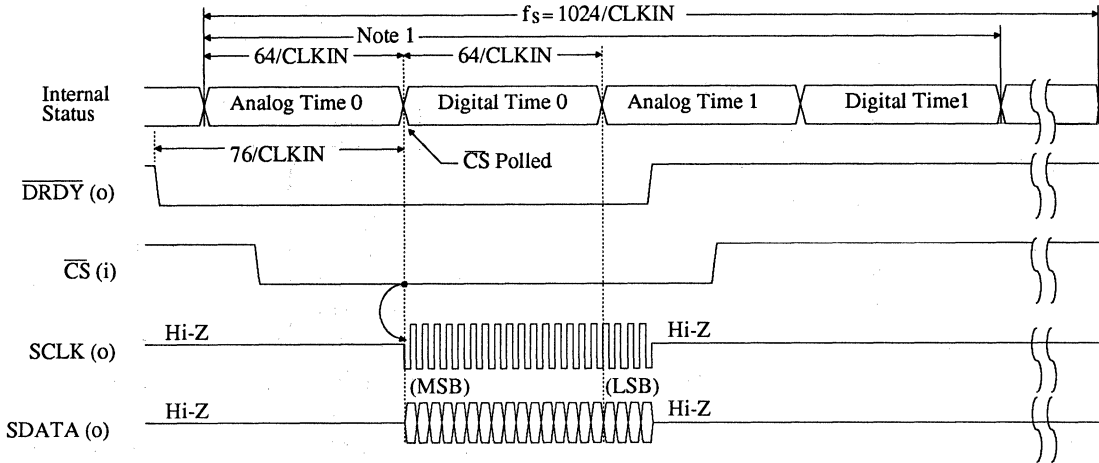 fs=1024/CLKIN
Note 1
64/CLKIN 64/CLKIN
Internal Status
Analog Time 0 Digital Time 0 Analog Time 1 Digital Time1
76/CLKIN
CS Polled
DRDY (o)
CS (i)
Hi-Z Hi-Z
SCLK (o)
(MSB) (LSB)
Hi-Z Hi-Z
SDATA (o)